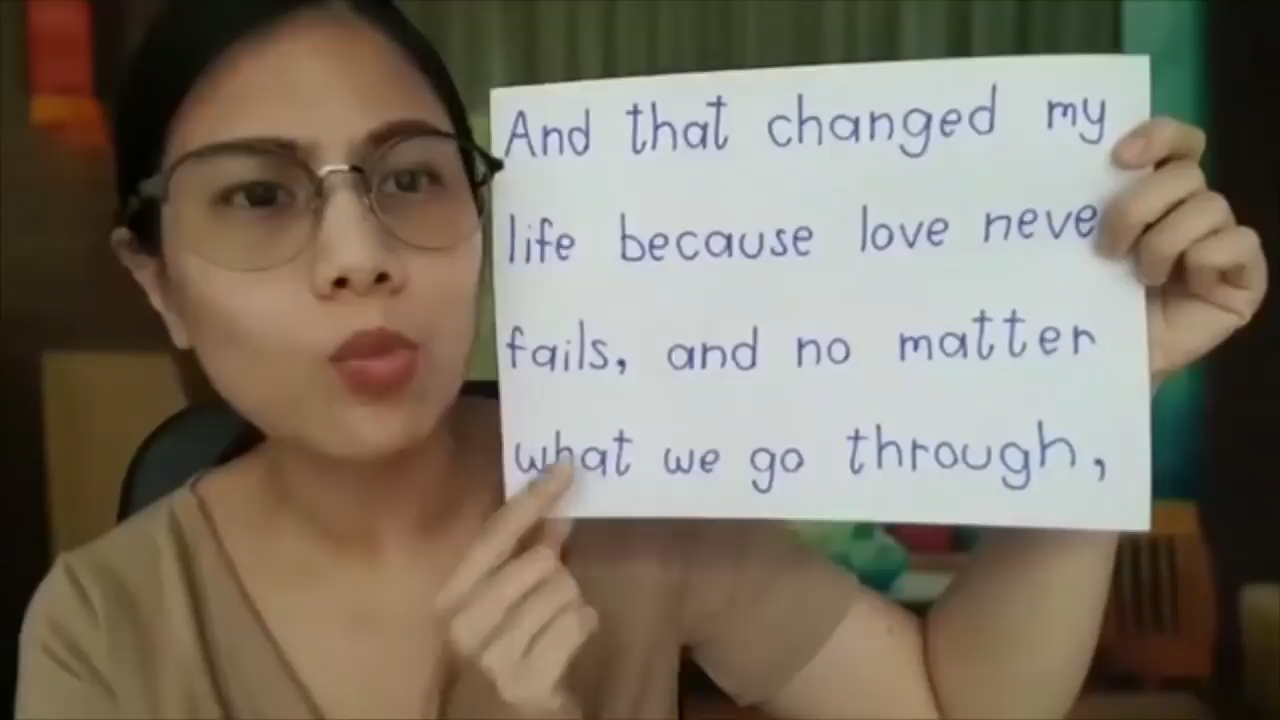 And that changed my
life because love neve
fails, and no matter
what we go through,